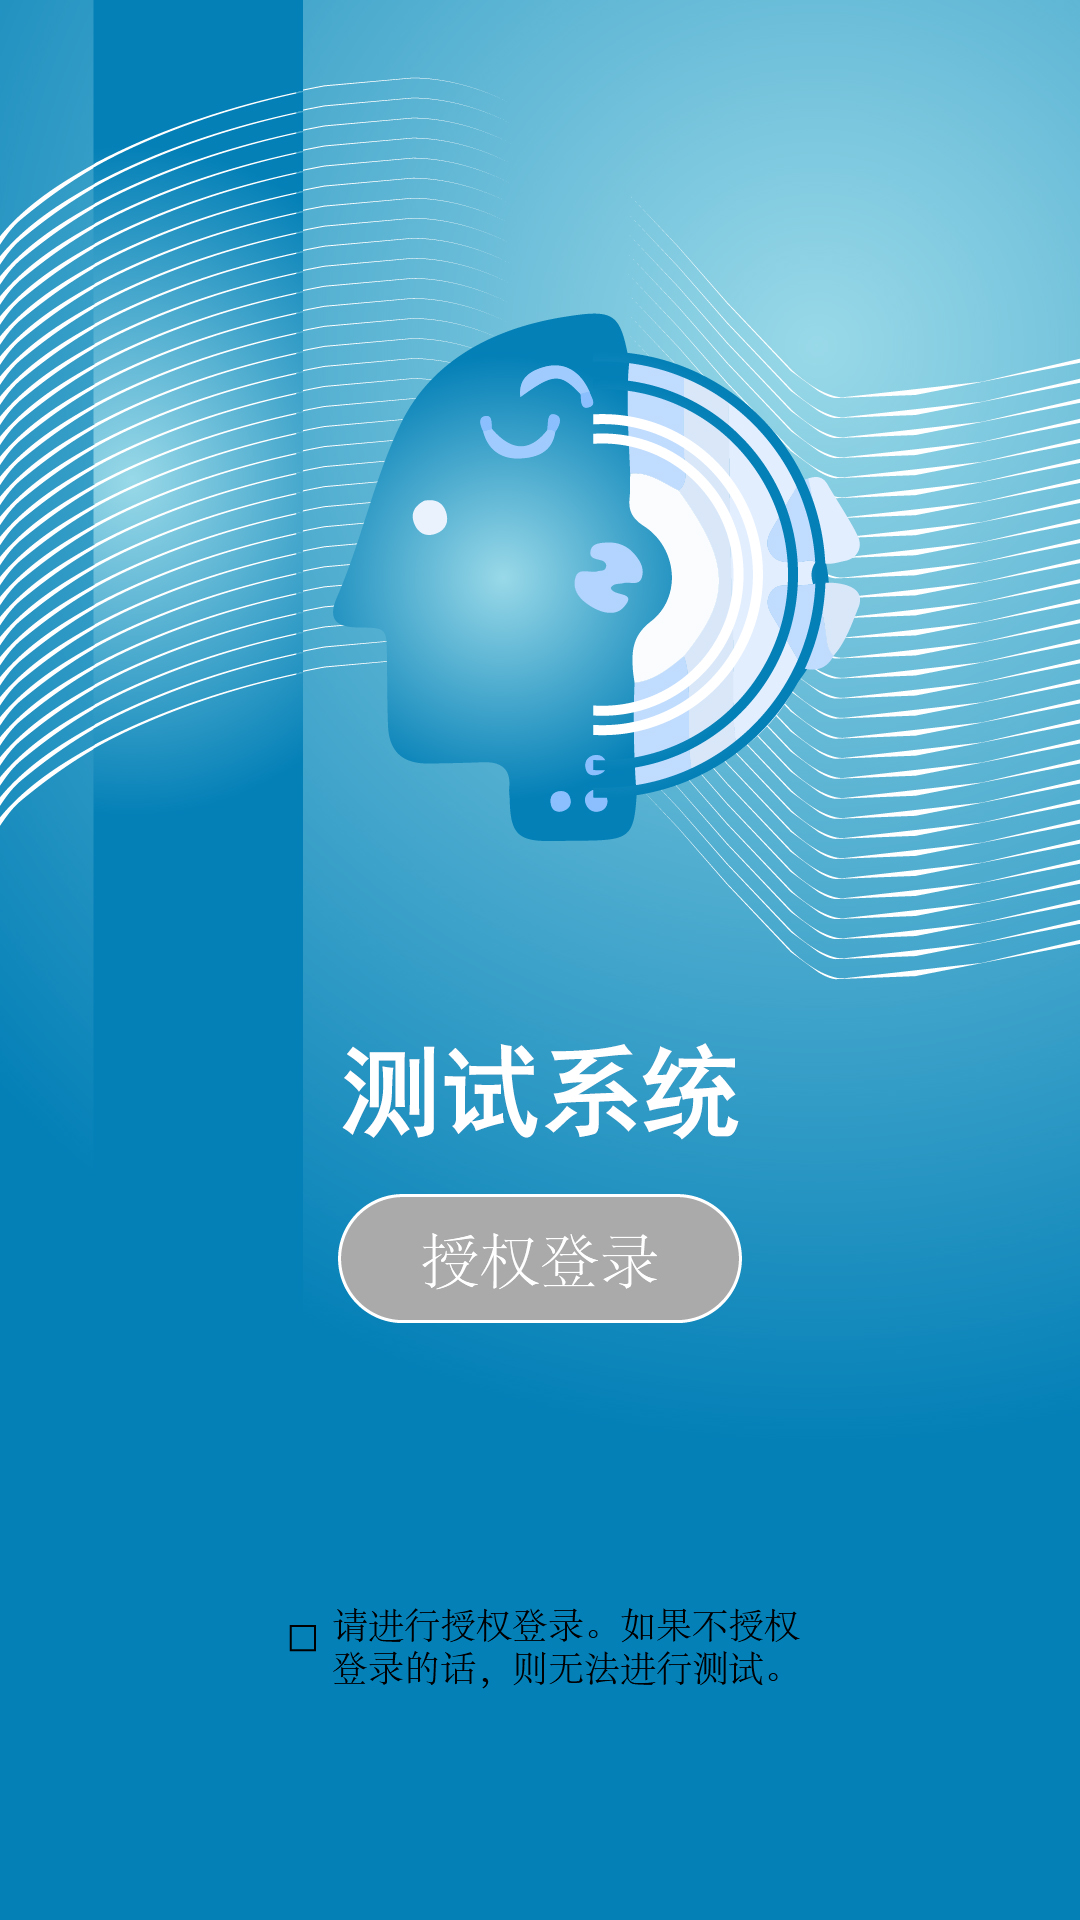 测试系统
授权登录
请进行授权登录。如果不授权
登录的话，则无法进行测试。